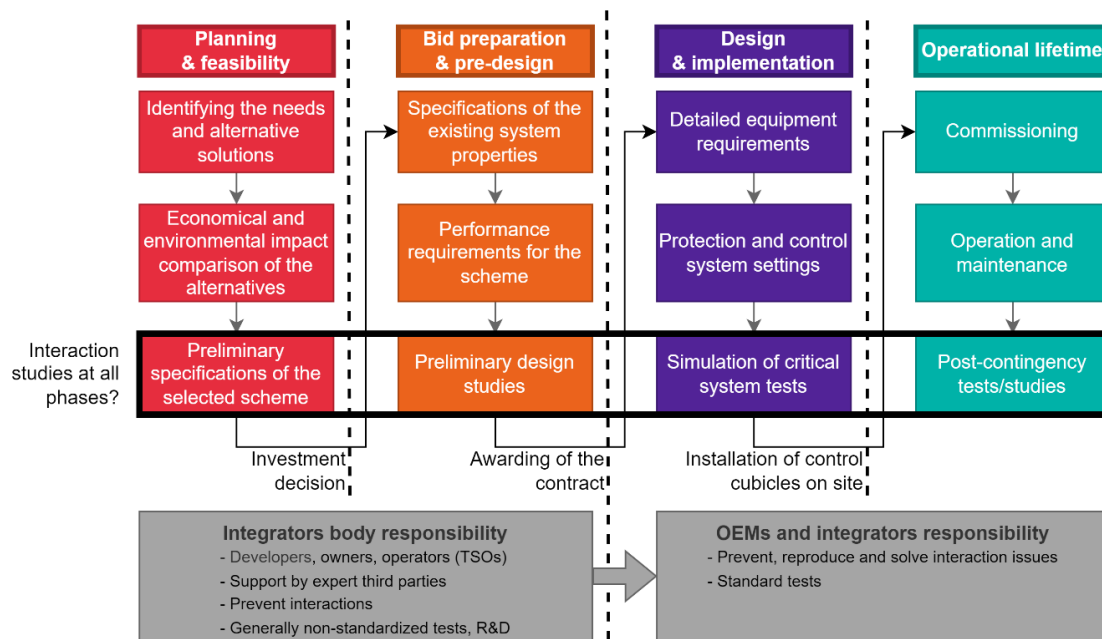 Planning
& feasibility
Bid preparation
& pre-design
Design
& implementation
Operational lifetime
Identifying the needs
and alternative
solutions
Specifications of the
existing system
properties
Detailed equipment
requirements
Commissioning
Economical and
environmental impact
comparison of the
alternatives
Performance
requirements for the
scheme
Protection and control
system settings
Operation and
maintenance
Interaction
studies at all
phases?
Preliminary
specifications of the
selected scheme
Preliminary design
studies
Simulation of critical
system tests
Post-contingency
tests/studies
Investment
decision
Awarding of the
contract
Installation of control
cubicles on site
Integrators body responsibility
- Developers, owners, operators (TSOs)
- Support by expert third parties
- Prevent interactions
- Generally non-standardized tests, R&D
OEMs and integrators responsibility
- Prevent, reproduce and solve interaction issues
- Standard tests